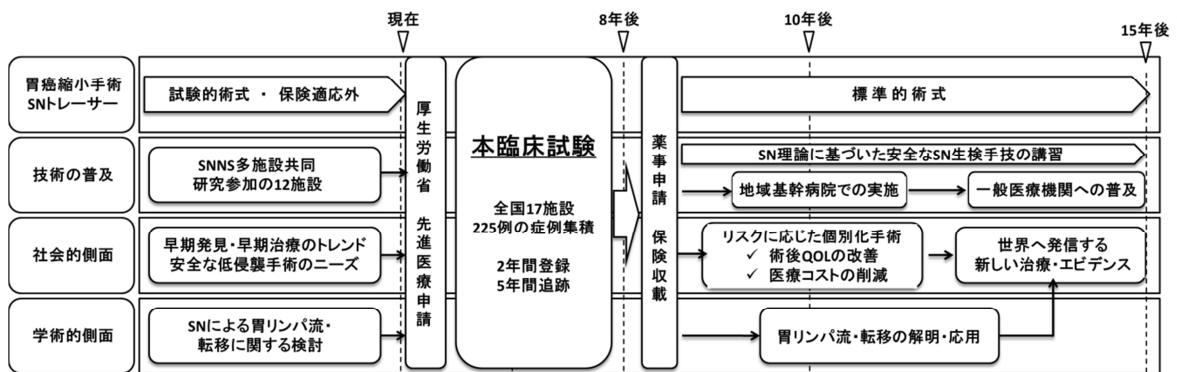 現在
8年後
10年後
15年後
胃癌縮小手術
SNトレーサー
試験的術式 ・ 保険適応外
標準的術式
技術の普及
SNNS多施設共同
研究参加の12施設
SN理論に基づいた安全なSN生検手技の講習
地域基幹病院での実施
一般医療機関への普及
社会的側面
早期発見・早期治療のトレンド
安全な低侵襲手術のニーズ
リスクに応じた個別化手術
✓ 術後QOLの改善
✓ 医療コストの削減
世界へ発信する
新しい治療・エビデンス
学術的側面
SNによる胃リンパ流・
転移に関する検討
胃リンパ流・転移の解明・応用
厚生労働省 先進医療申請
本臨床試験
全国17施設
225例の症例集積
2年間登録
5年間追跡
薬事申請 保険収載